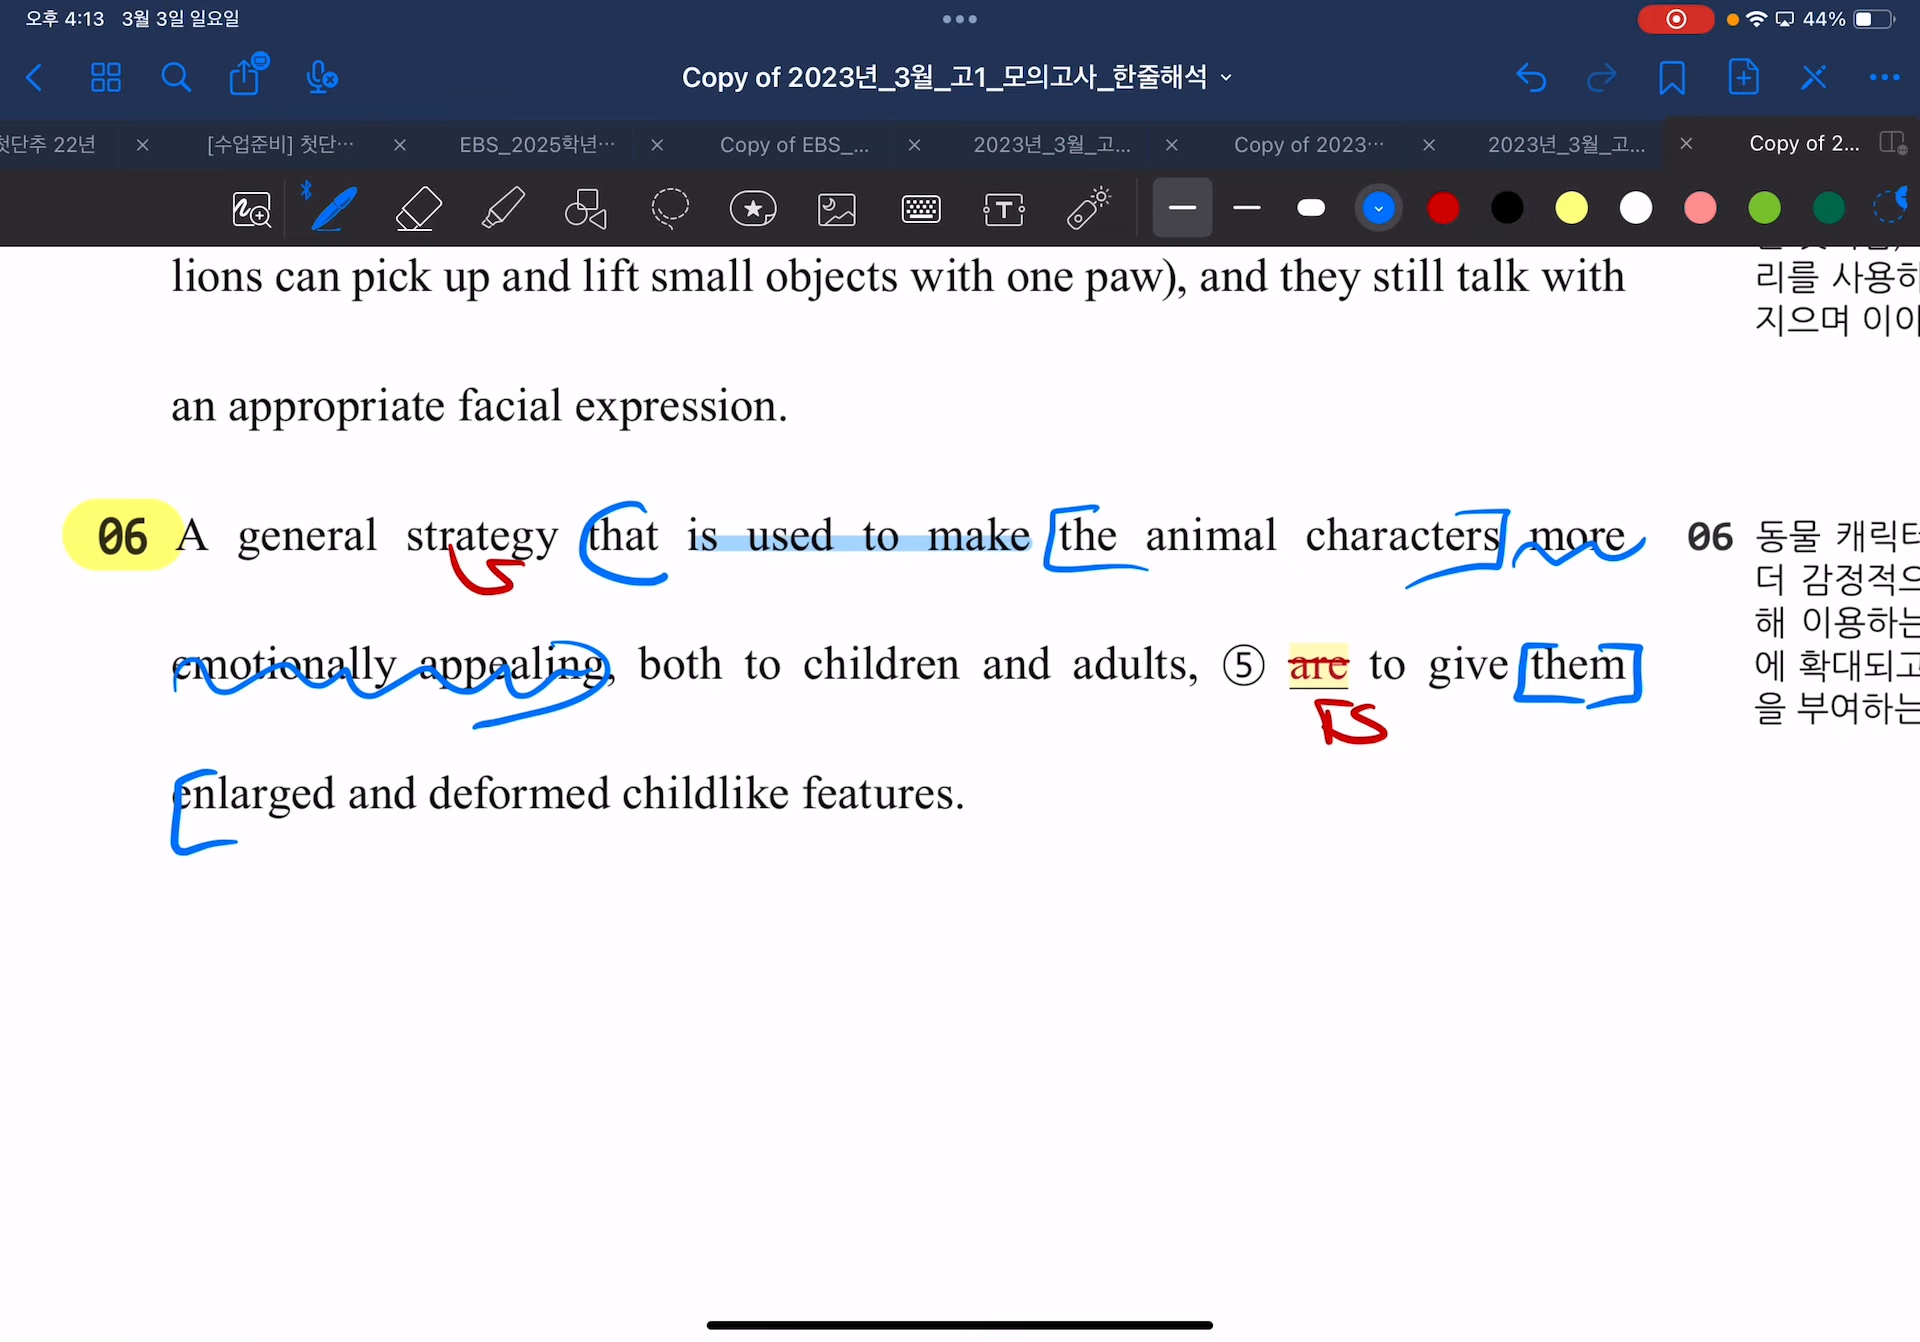 오후 4:13 3월 3일 일요일
44%
Copy of 2023년_3월_고1_모의고사_한줄해석
첫단추 22년
[수업준비] 첫단…
EBS_2025학년…
Copy of EBS_...
2023년_3월_고...
Copy of 2023…
2023년_3월_고...
Copy of 2...
lions can pick up and lift small objects with one paw), and they still talk with
리를 사용하
지으며 이이
an appropriate facial expression.
06 A general strategy that is used to make the animal characters more
s
emotionally appealing, both to children and adults, ⑤ are to give them
is
enlarged and deformed childlike features.
06 동물 캐릭터
더 감정적으
해 이용하는
에 확대되고
을 부여하는